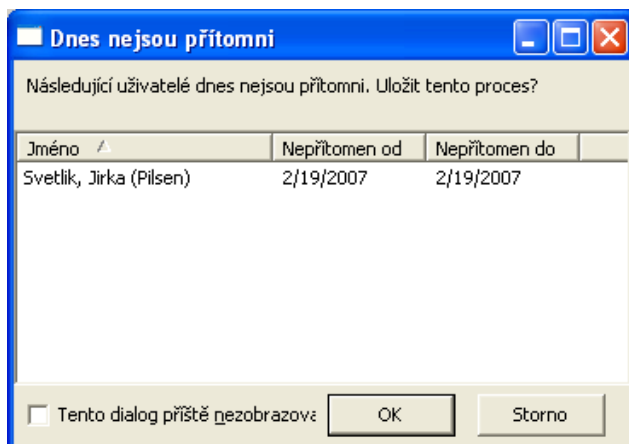 Dnes nejsou přítomni
Následující uživatelé dnes nejsou přítomni. Uložit tento proces?
Jméno Nepřítomen od Nepřítomen do
Svetlik, Jirka (Pilsen) 2/19/2007 2/19/2007
Tento dialog příště nezobrazova OK Storno